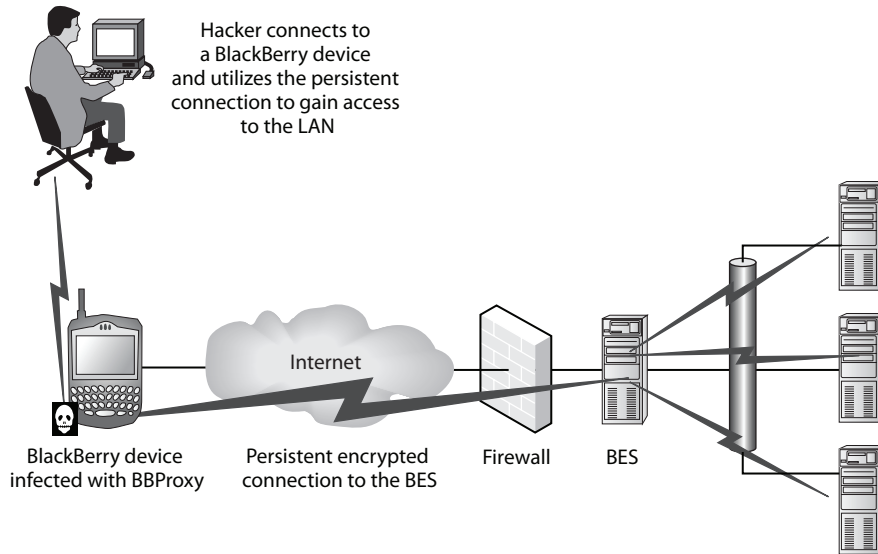 Hacker connects to
a BlackBerry device
and utilizes the persistent
connection to gain access
to the LAN
Internet
BlackBerry device
infected with BBProxy
Persistent encrypted
connection to the BES
Firewall
BES